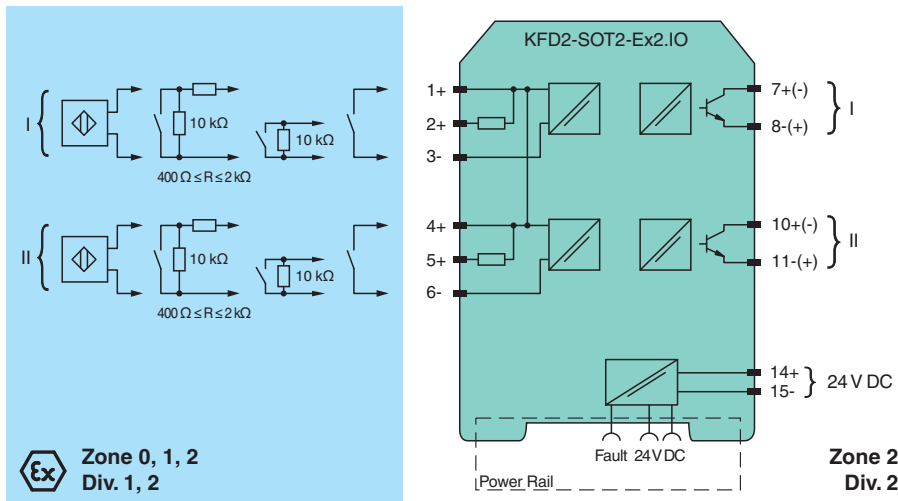 KFD2-SOT2-Ex2.IO
I
10 kΩ
10 kΩ
400 Ω ≤ R ≤ 2 kΩ
1+
2+
3-
7+(-)
8-(+)
I
II
10 kΩ
10 kΩ
400 Ω ≤ R ≤ 2 kΩ
4+
5+
6-
10+(-)
11-(+)
II
14+
15-
24 V DC
Fault 24 V DC
Power Rail
Ex
Zone 0, 1, 2
Div. 1, 2
Zone 2
Div. 2